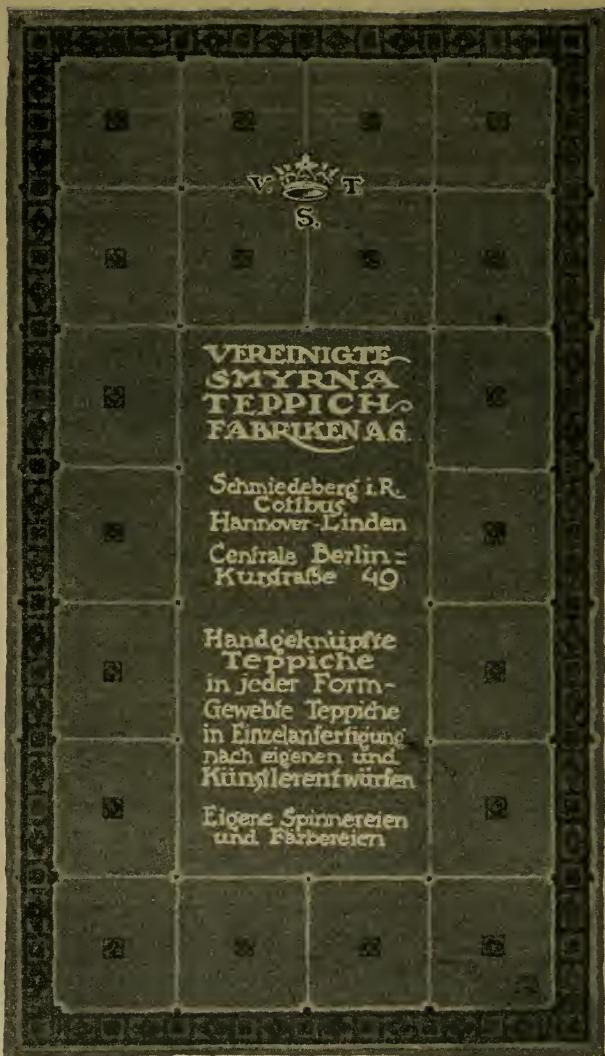 V. T
S.
VEREINIGTE
SMYRNA
TEPPICH
FABRIKEN A G.
Schmiedeberg i. R.
Cottbus
Hannover-Linden
Centrale Berlin =
Kurstraße 49
Handgeknüpfte
Teppiche
in jeder Form-
Gewebte Teppiche
in Einzelanfertigung
nach eigenen und
Künstlerentwürfen
Eigene Spinnereien
und Färbereien